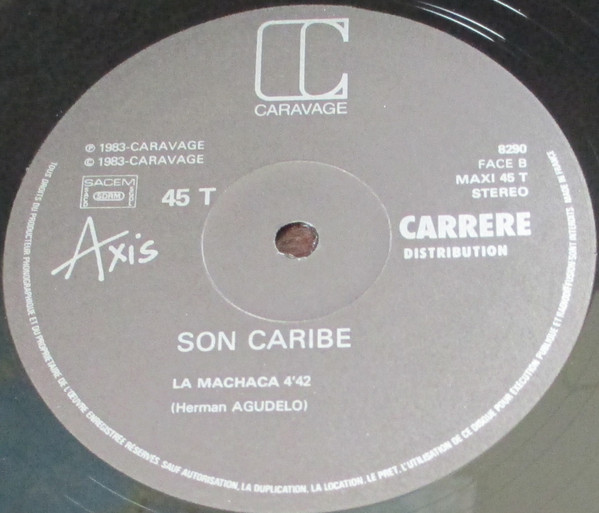 CARAVAGE
℗ 1983-CARAVAGE
© 1983-CARAVAGE
SACEM
SDRM
45 T
Axis
8290
FACE B
MAXI 45 T
STEREO
CARRERE
DISTRIBUTION
SON CARIBE
LA MACHACA 4'42
(Herman AGUDELO)
TOUS DROITS DU PRODUCTEUR PHONOGRAPHIQUE ET DU PROPRIETAIRE DE L'ŒUVRE ENREGISTREE RESERVES. SAUF AUTORISATION, LA DUPLICATION, LA LOCATION, LE PRET, L'UTILISATION DE CE DISQUE POUR EXECUTION PUBLIQUE ET RADIODIFFUSION SONT INTERDITS. MADE IN FRANCE